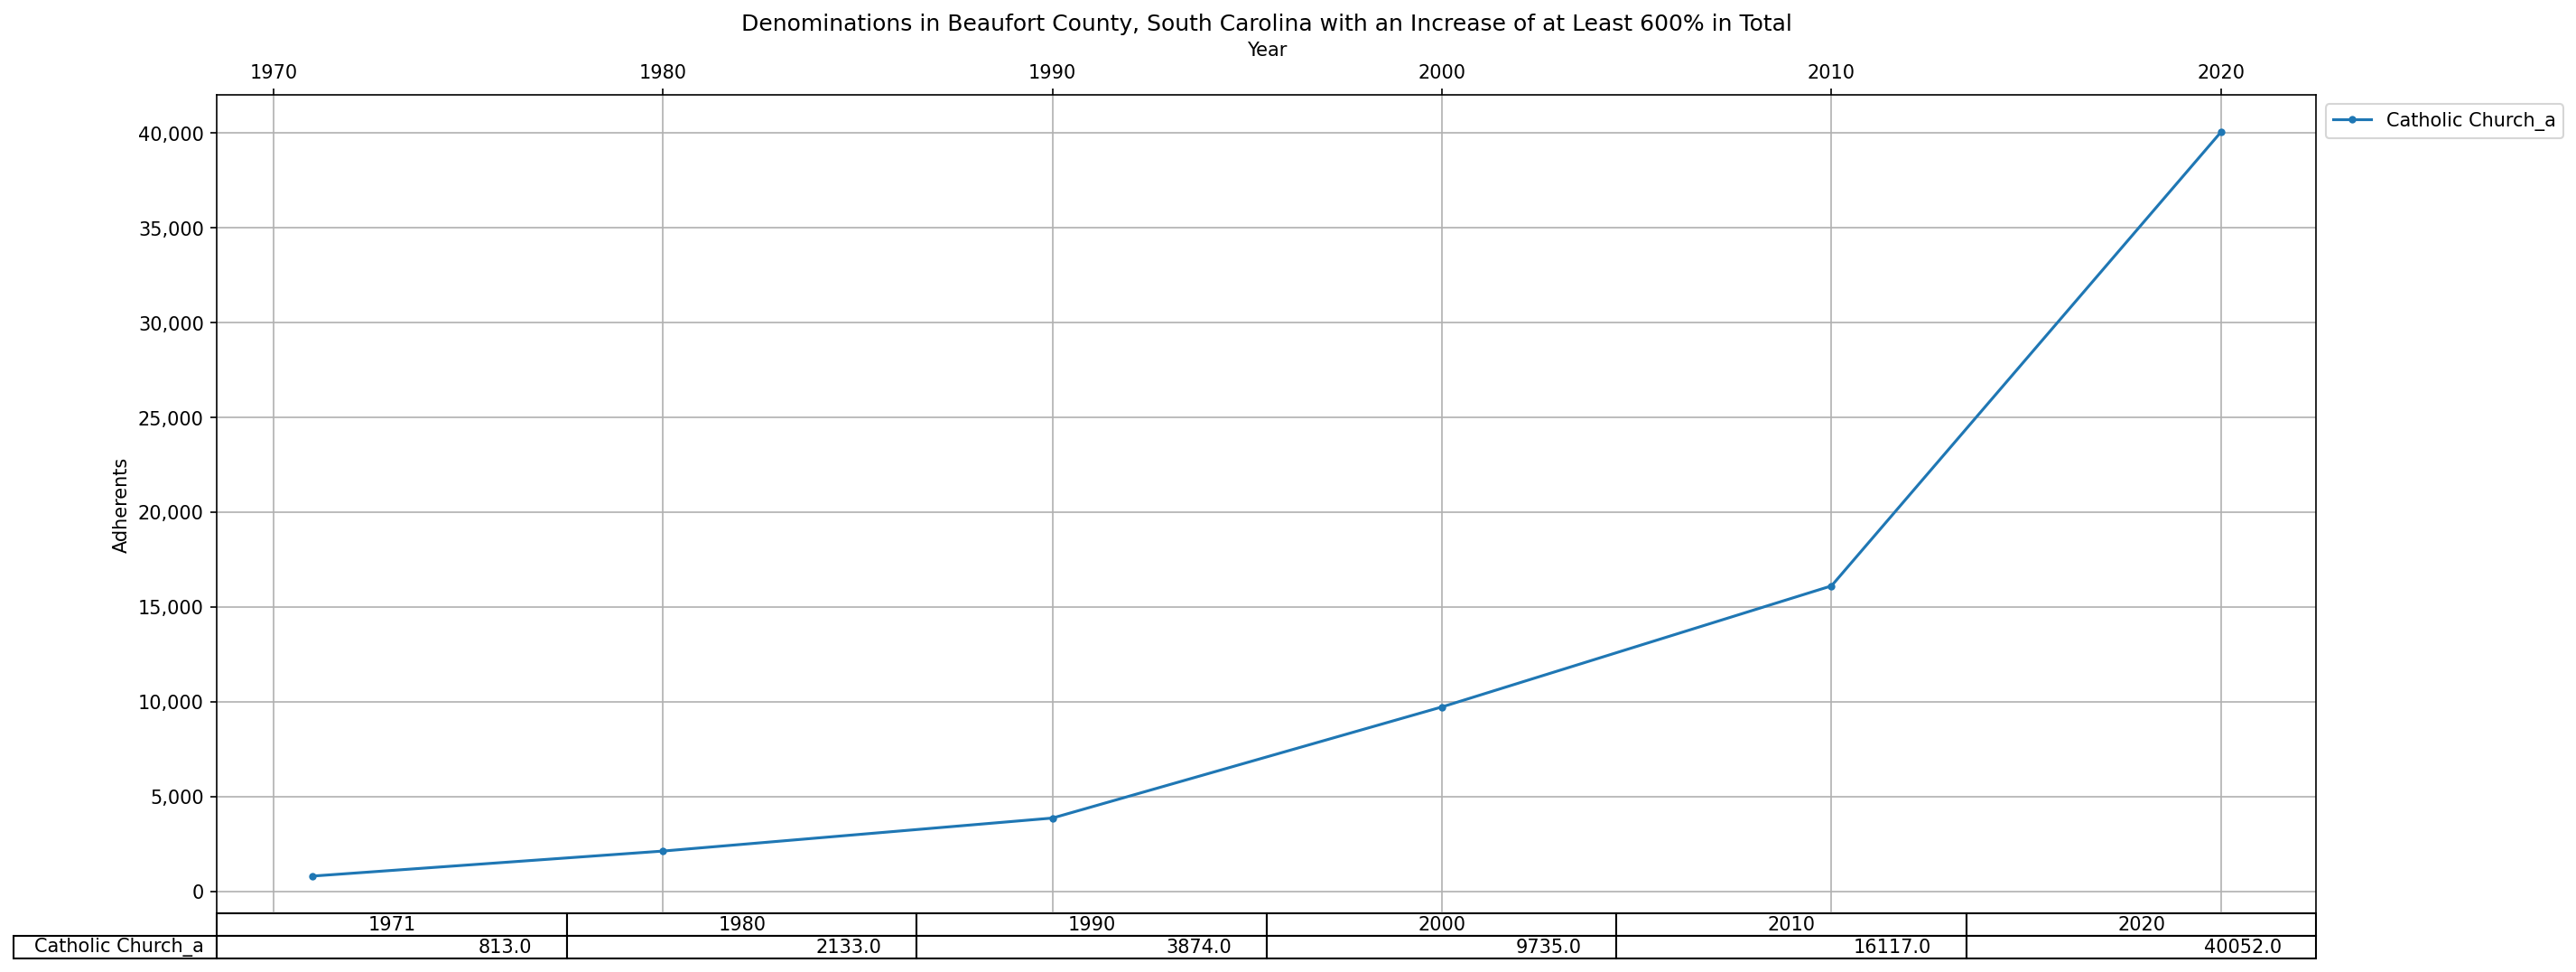 Denominations in Beaufort County, South Carolina with an Increase of at Least 600% in Total
Year
1970 1980 1990 2000 2010 2020
Catholic Church_a
40,000
35,000
30,000
25,000
20,000
15,000
10,000
5,000
0
Adherents
1971 1980 1990 2000 2010 2020
Catholic Church_a 813.0 2133.0 3874.0 9735.0 16117.0 40052.0